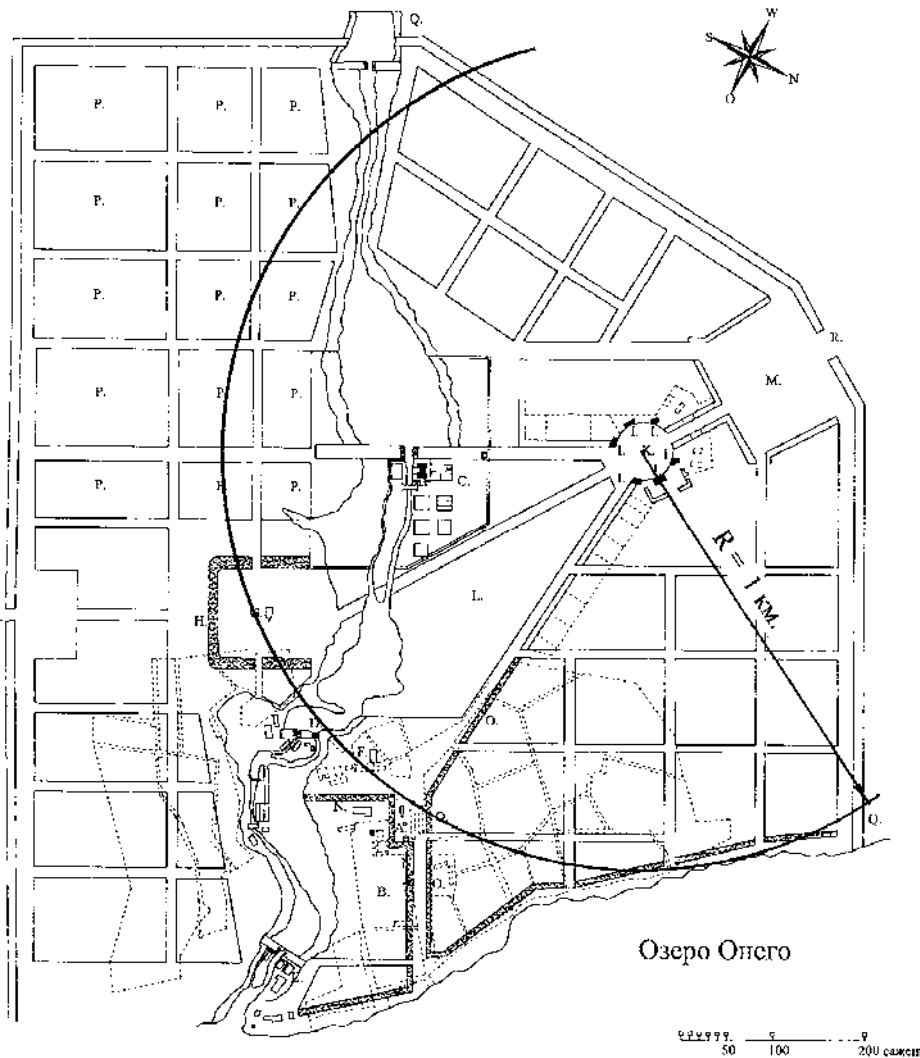 Q.
W
S
N
O
P. P. P.
P. P. P.
P. P. P.
R.
P. P. P.
M.
I. I.
I. K. I.
P. P. P.
C.
R = 1 км.
L.
H.
O.
F.
N.
O.
Q.
B.
O.
Озеро Онего
50 100 200 сажен